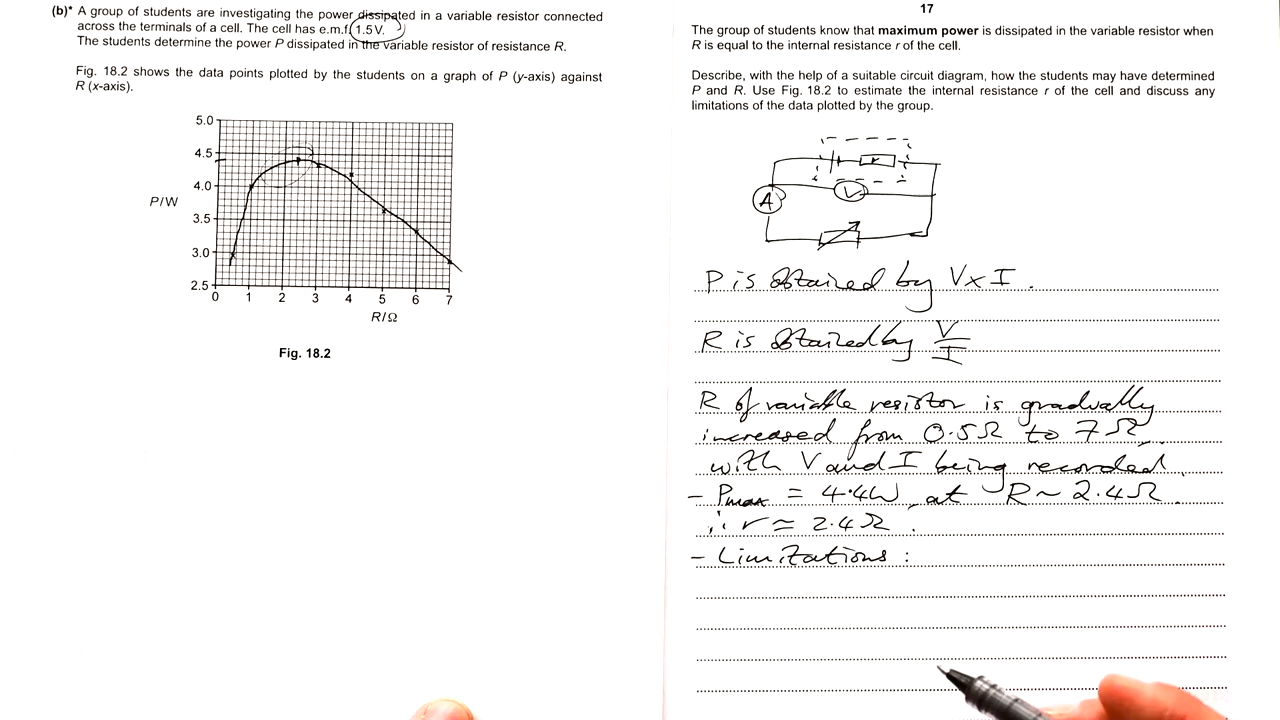 (b)* A group of students are investigating the power dissipated in a variable resistor connected
across the terminals of a cell. The cell has e.m.f. 1.5 V.
The students determine the power P dissipated in the variable resistor of resistance R.
Fig. 18.2 shows the data points plotted by the students on a graph of P (y-axis) against
R (x-axis).
5.0
4.5
4.0
P/W
3.5
3.0
2.5
0 1 2 3 4 5 6 7
R/Ω
Fig. 18.2
17
The group of students know that maximum power is dissipated in the variable resistor when
R is equal to the internal resistance r of the cell.
Describe, with the help of a suitable circuit diagram, how the students may have determined
P and R. Use Fig. 18.2 to estimate the internal resistance r of the cell and discuss any
limitations of the data plotted by the group.
r
A
V
P is obtained by V x I.
R is obtained by V/I
R of variable resistor is gradually
increased from 0.5Ω to 7Ω,
with V and I being recorded.
- Pmax = 4.4W, at R ~ 2.4Ω.
∴ r ≈ 2.4Ω.
- Limitations :